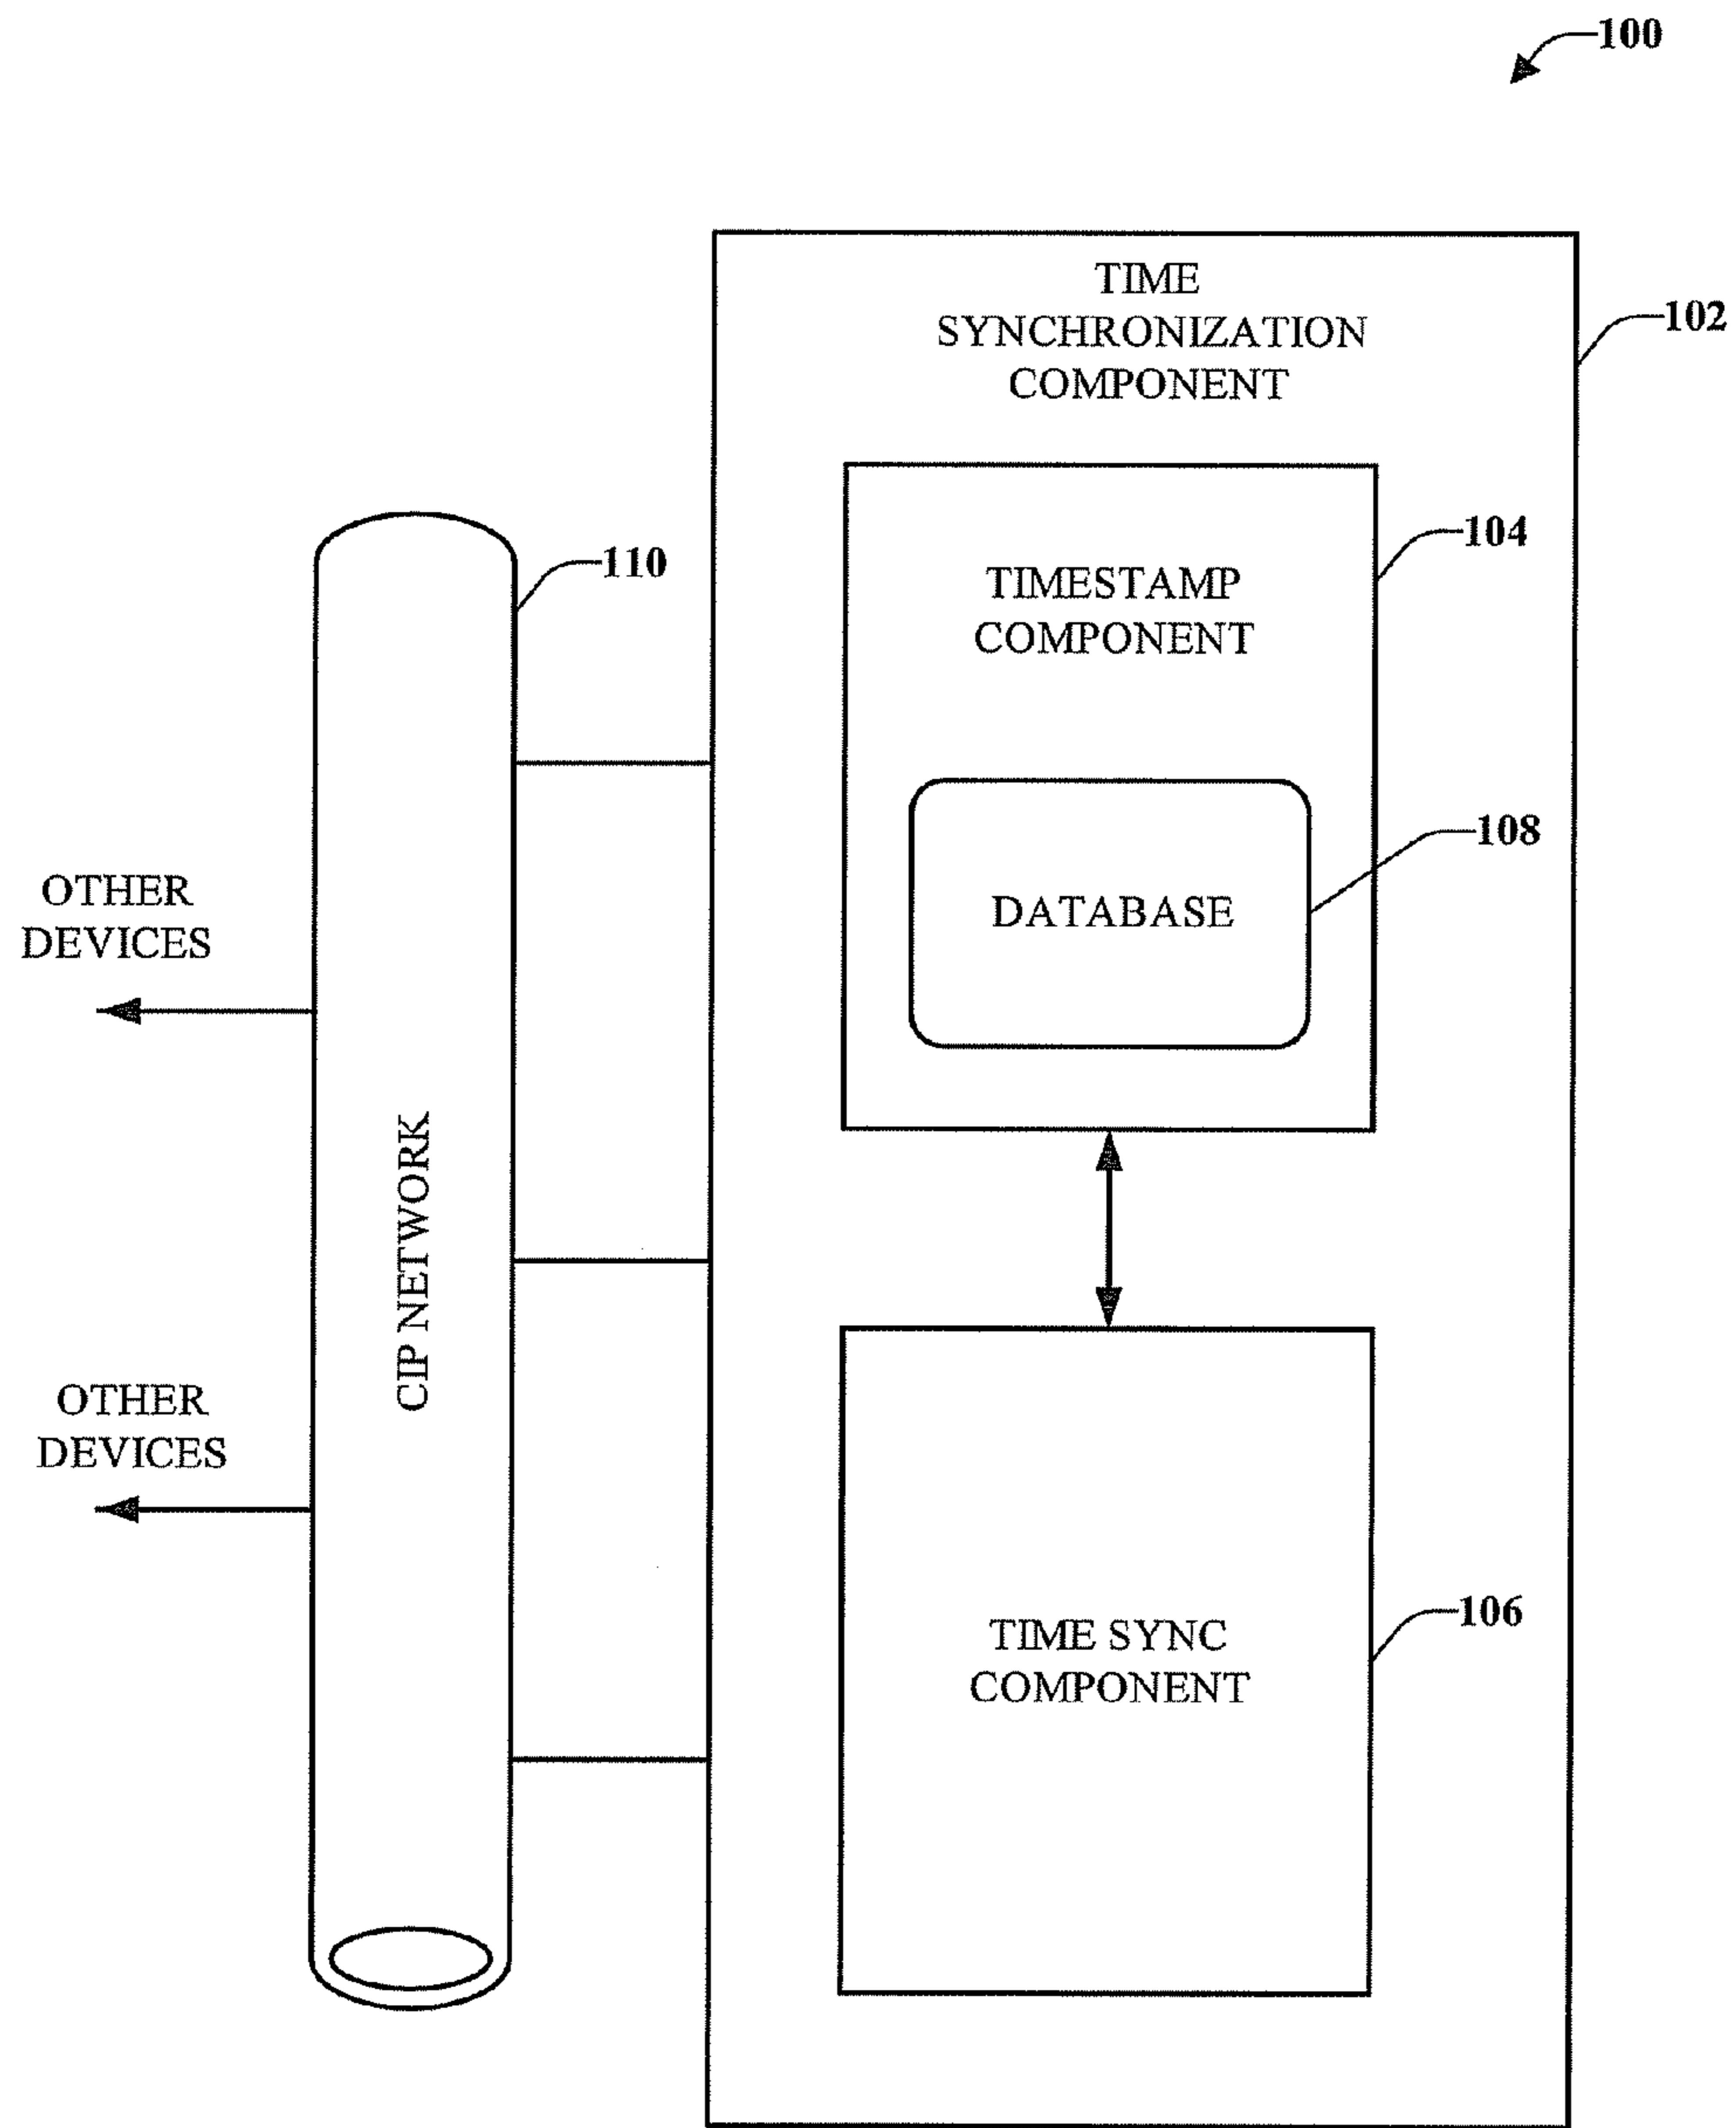 100
TIME
SYNCHRONIZATION
COMPONENT
102
104
TIMESTAMP
COMPONENT
110
108
DATABASE
OTHER
DEVICES
CIP NETWORK
OTHER
DEVICES
106
TIME SYNC
COMPONENT